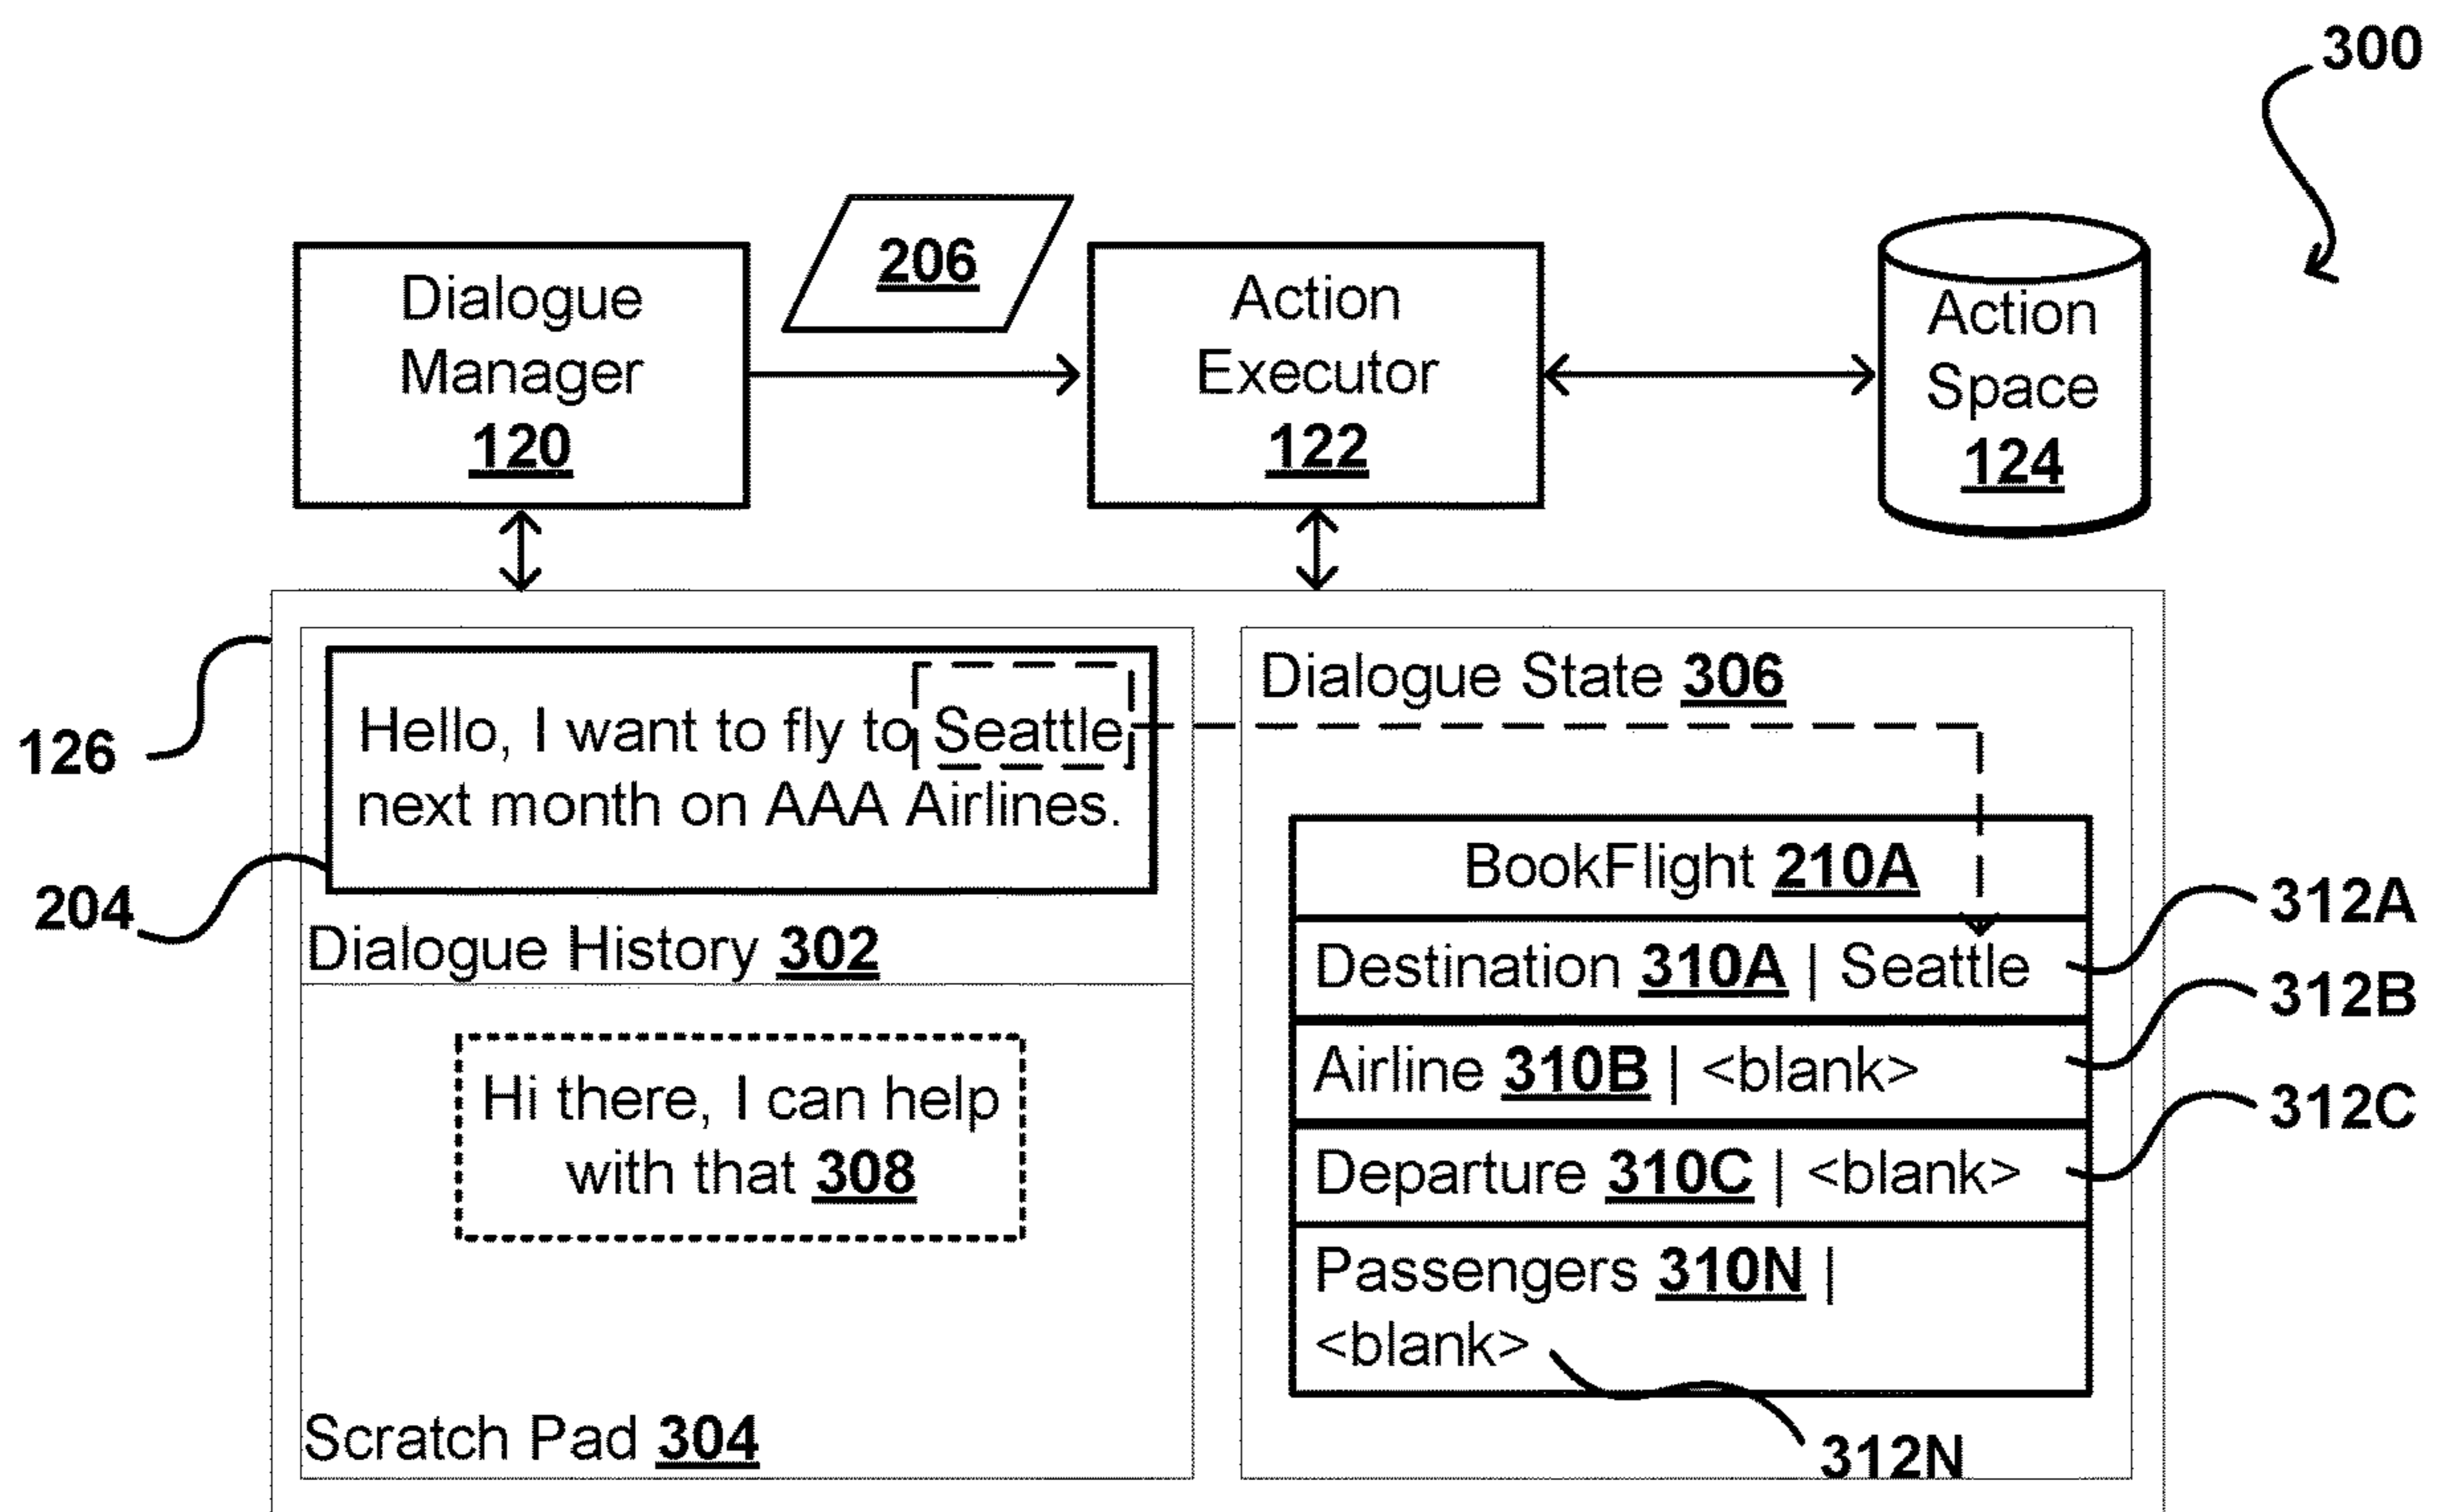 300
206
Dialogue
Manager
120
Action
Executor
122
Action
Space
124
126
Hello, I want to fly to Seattle
next month on AAA Airlines.
204
Dialogue History 302
Hi there, I can help
with that 308
Scratch Pad 304
Dialogue State 306
BookFlight 210A
Destination 310A | Seattle
312A
Airline 310B | <blank>
312B
Departure 310C | <blank>
312C
Passengers 310N |
<blank>
312N